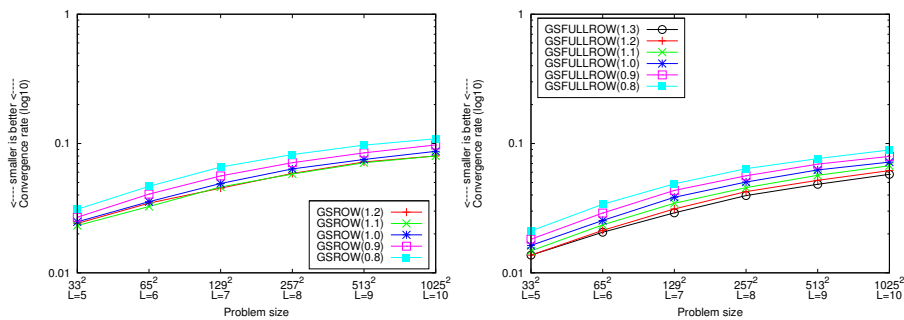 <---- smaller is better <----
Convergence rate (log10)
1
0.1
0.01
33² 65² 129² 257² 513² 1025²
L=5 L=6 L=7 L=8 L=9 L=10
Problem size
GSROW(1.2)
GSROW(1.1)
GSROW(1.0)
GSROW(0.9)
GSROW(0.8)
<---- smaller is better <----
Convergence rate (log10)
1
0.1
0.01
33² 65² 129² 257² 513² 1025²
L=5 L=6 L=7 L=8 L=9 L=10
Problem size
GSFULLROW(1.3)
GSFULLROW(1.2)
GSFULLROW(1.1)
GSFULLROW(1.0)
GSFULLROW(0.9)
GSFULLROW(0.8)